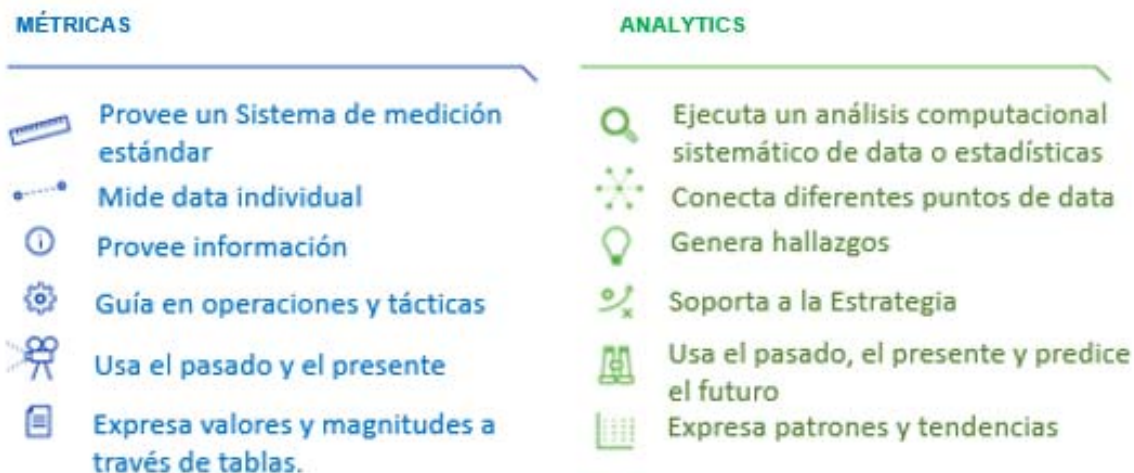 MÉTRICAS
Provee un Sistema de medición
estándar
Mide data individual
Provee información
Guía en operaciones y tácticas
Usa el pasado y el presente
Expresa valores y magnitudes a
través de tablas.
ANALYTICS
Ejecuta un análisis computacional
sistemático de data o estadísticas
Conecta diferentes puntos de data
Genera hallazgos
Soporta a la Estrategia
Usa el pasado, el presente y predice
el futuro
Expresa patrones y tendencias